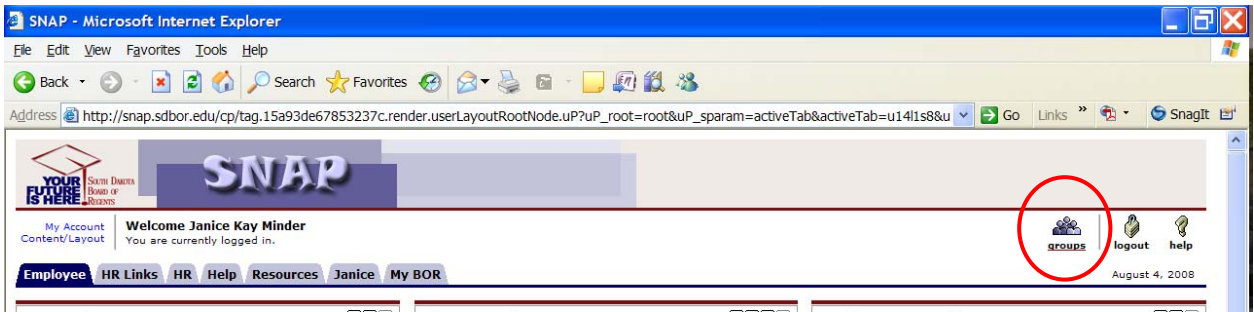 SNAP - Microsoft Internet Explorer
File Edit View Favorites Tools Help
Back Search Favorites
Address http://snap.sdbor.edu/cp/tag.15a93de67853237c.render.userLayoutRootNode.uP?uP_root=root&uP_sparam=activeTab&activeTab=u14l1s8&u Go Links » SnagIt
YOUR FUTURE IS HERE South Dakota Board of Regents
SNAP
My Account
Content/Layout
Welcome Janice Kay Minder
You are currently logged in.
groups logout help
Employee HR Links HR Help Resources Janice My BOR
August 4, 2008